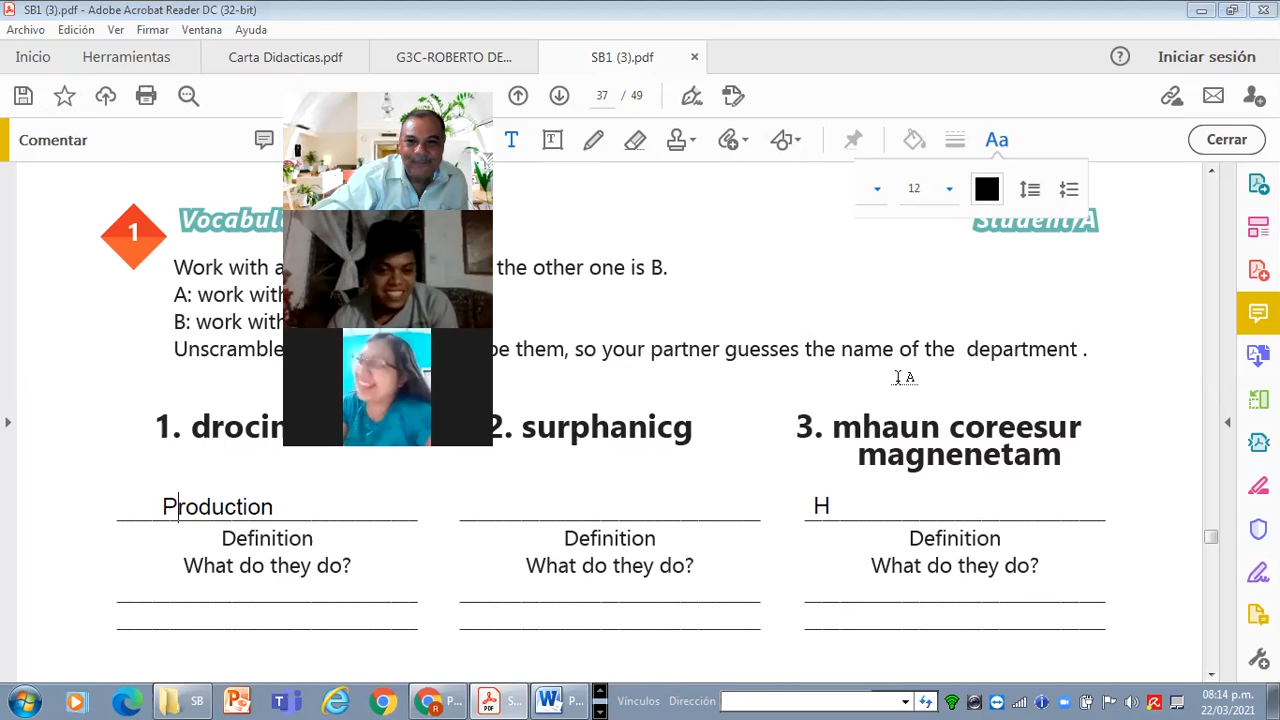 SB1 (3).pdf - Adobe Acrobat Reader DC (32-bit)
Archivo Edición Ver Firmar Ventana Ayuda
Inicio Herramientas Carta Didacticas.pdf G3C-ROBERTO DE... SB1 (3).pdf × Iniciar sesión
37 / 49
Comentar T T Aa Cerrar
12
1 Student A
Work with a the other one is B.
A: work with
B: work with
Unscramble be them, so your partner guesses the name of the department .
A
1. drocin 2. surphanicg 3. mhaun coreesur
magnenetam
Production H
Definition Definition Definition
What do they do? What do they do? What do they do?
SB P... S... P... Vínculos Dirección 08:14 p.m.
22/03/2021